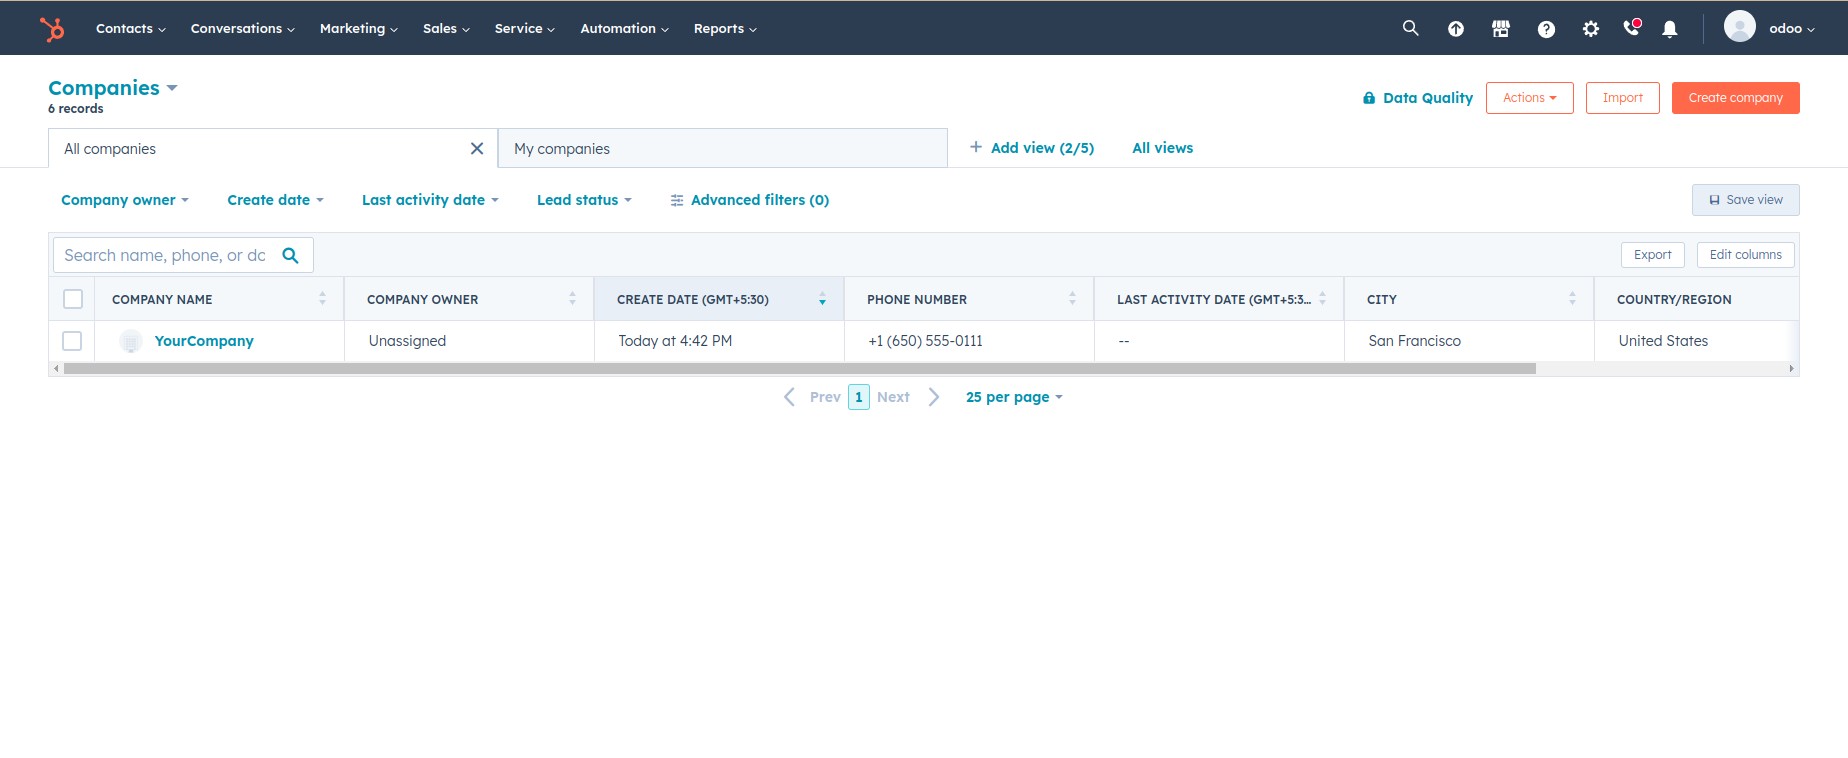 Contacts Conversations Marketing Sales Service Automation Reports odoo
Companies
6 records
Data Quality Actions Import Create company
All companies My companies Add view (2/5) All views
Company owner Create date Last activity date Lead status Advanced filters (0) Save view
Search name, phone, or dc Export Edit columns
COMPANY NAME COMPANY OWNER CREATE DATE (GMT+5:30) PHONE NUMBER LAST ACTIVITY DATE (GMT+5:3... CITY COUNTRY/REGION
YourCompany Unassigned Today at 4:42 PM +1 (650) 555-0111 -- San Francisco United States
Prev 1 Next 25 per page